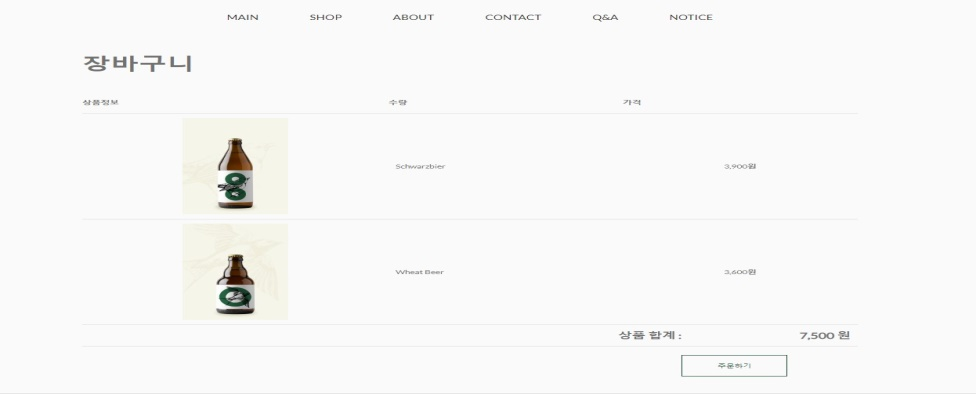 MAIN SHOP ABOUT CONTACT Q&A NOTICE
장바구니
상품정보 수량 가격
Schwarzbier 3,900원
Wheat Beer 3,600원
상품 합계 : 7,500 원
주문하기